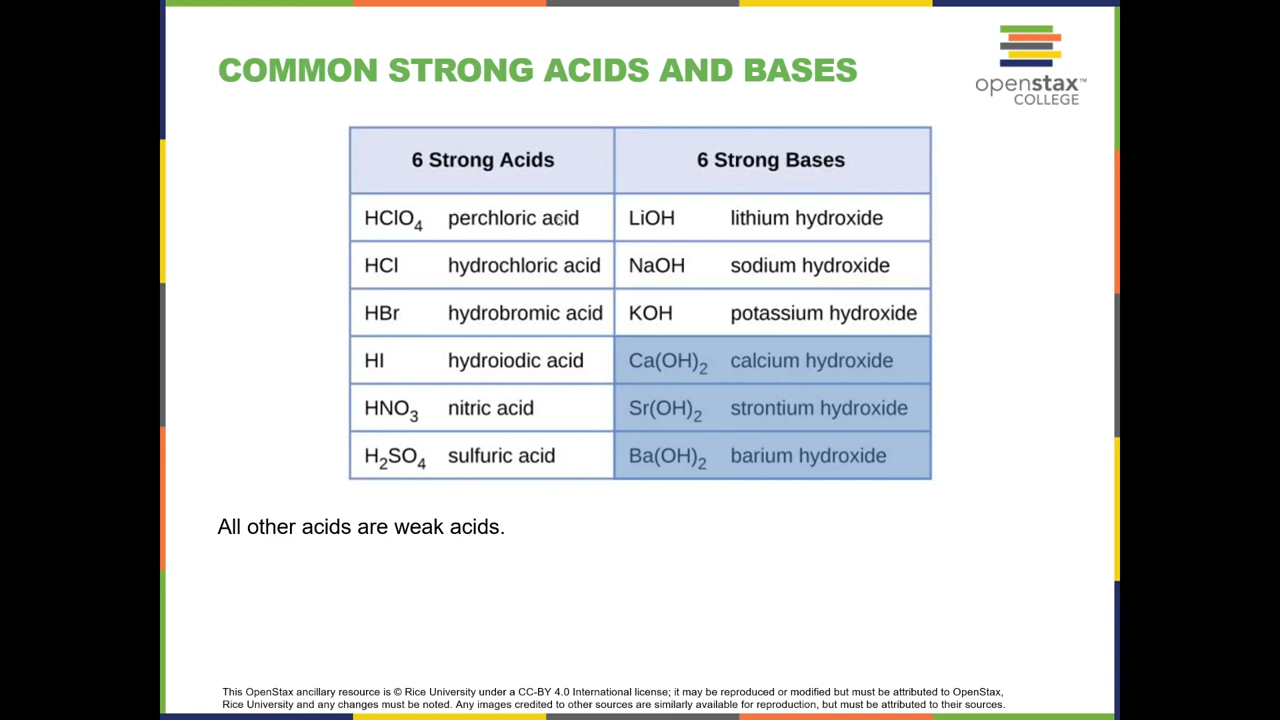 COMMON STRONG ACIDS AND BASES
openstax™
COLLEGE
6 Strong Acids 6 Strong Bases
HClO₄ perchloric acid LiOH lithium hydroxide
HCl hydrochloric acid NaOH sodium hydroxide
HBr hydrobromic acid KOH potassium hydroxide
HI hydroiodic acid Ca(OH)₂ calcium hydroxide
HNO₃ nitric acid Sr(OH)₂ strontium hydroxide
H₂SO₄ sulfuric acid Ba(OH)₂ barium hydroxide
All other acids are weak acids.
This OpenStax ancillary resource is © Rice University under a CC-BY 4.0 International license; it may be reproduced or modified but must be attributed to OpenStax,
Rice University and any changes must be noted. Any images credited to other sources are similarly available for reproduction, but must be attributed to their sources.